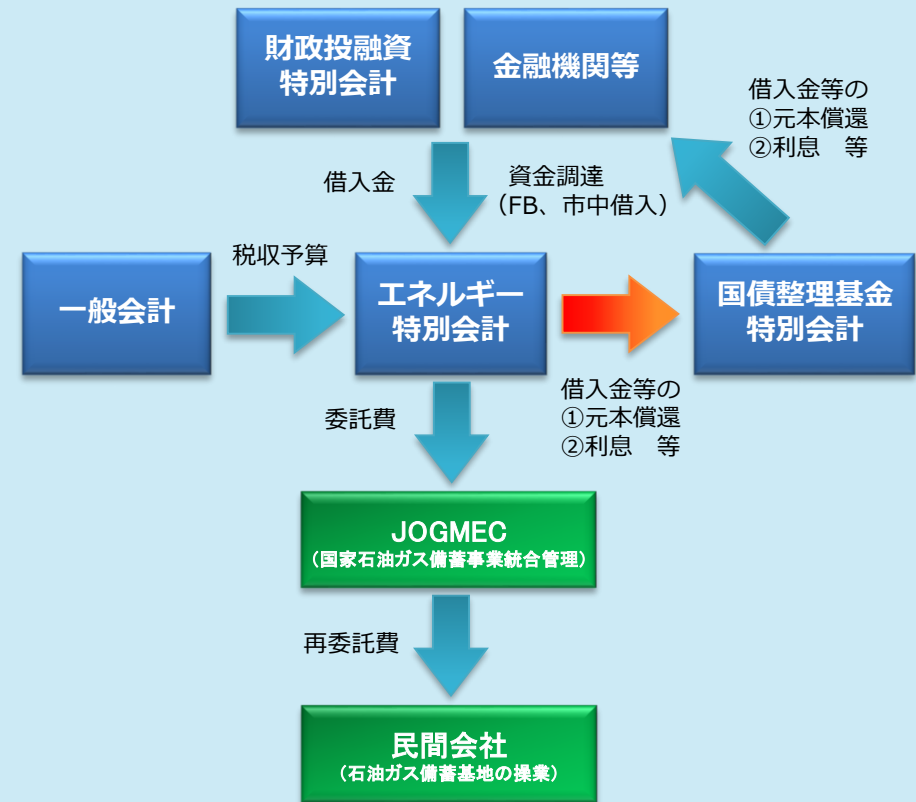 財政投融資
特別会計
金融機関等
借入金等の
①元本償還
②利息　等
借入金
資金調達
（FB、市中借入）
税収予算
一般会計
エネルギー
特別会計
国債整理基金
特別会計
借入金等の
①元本償還
②利息　等
委託費
JOGMEC
（国家石油ガス備蓄事業統合管理）
再委託費
民間会社
（石油ガス備蓄基地の操業）